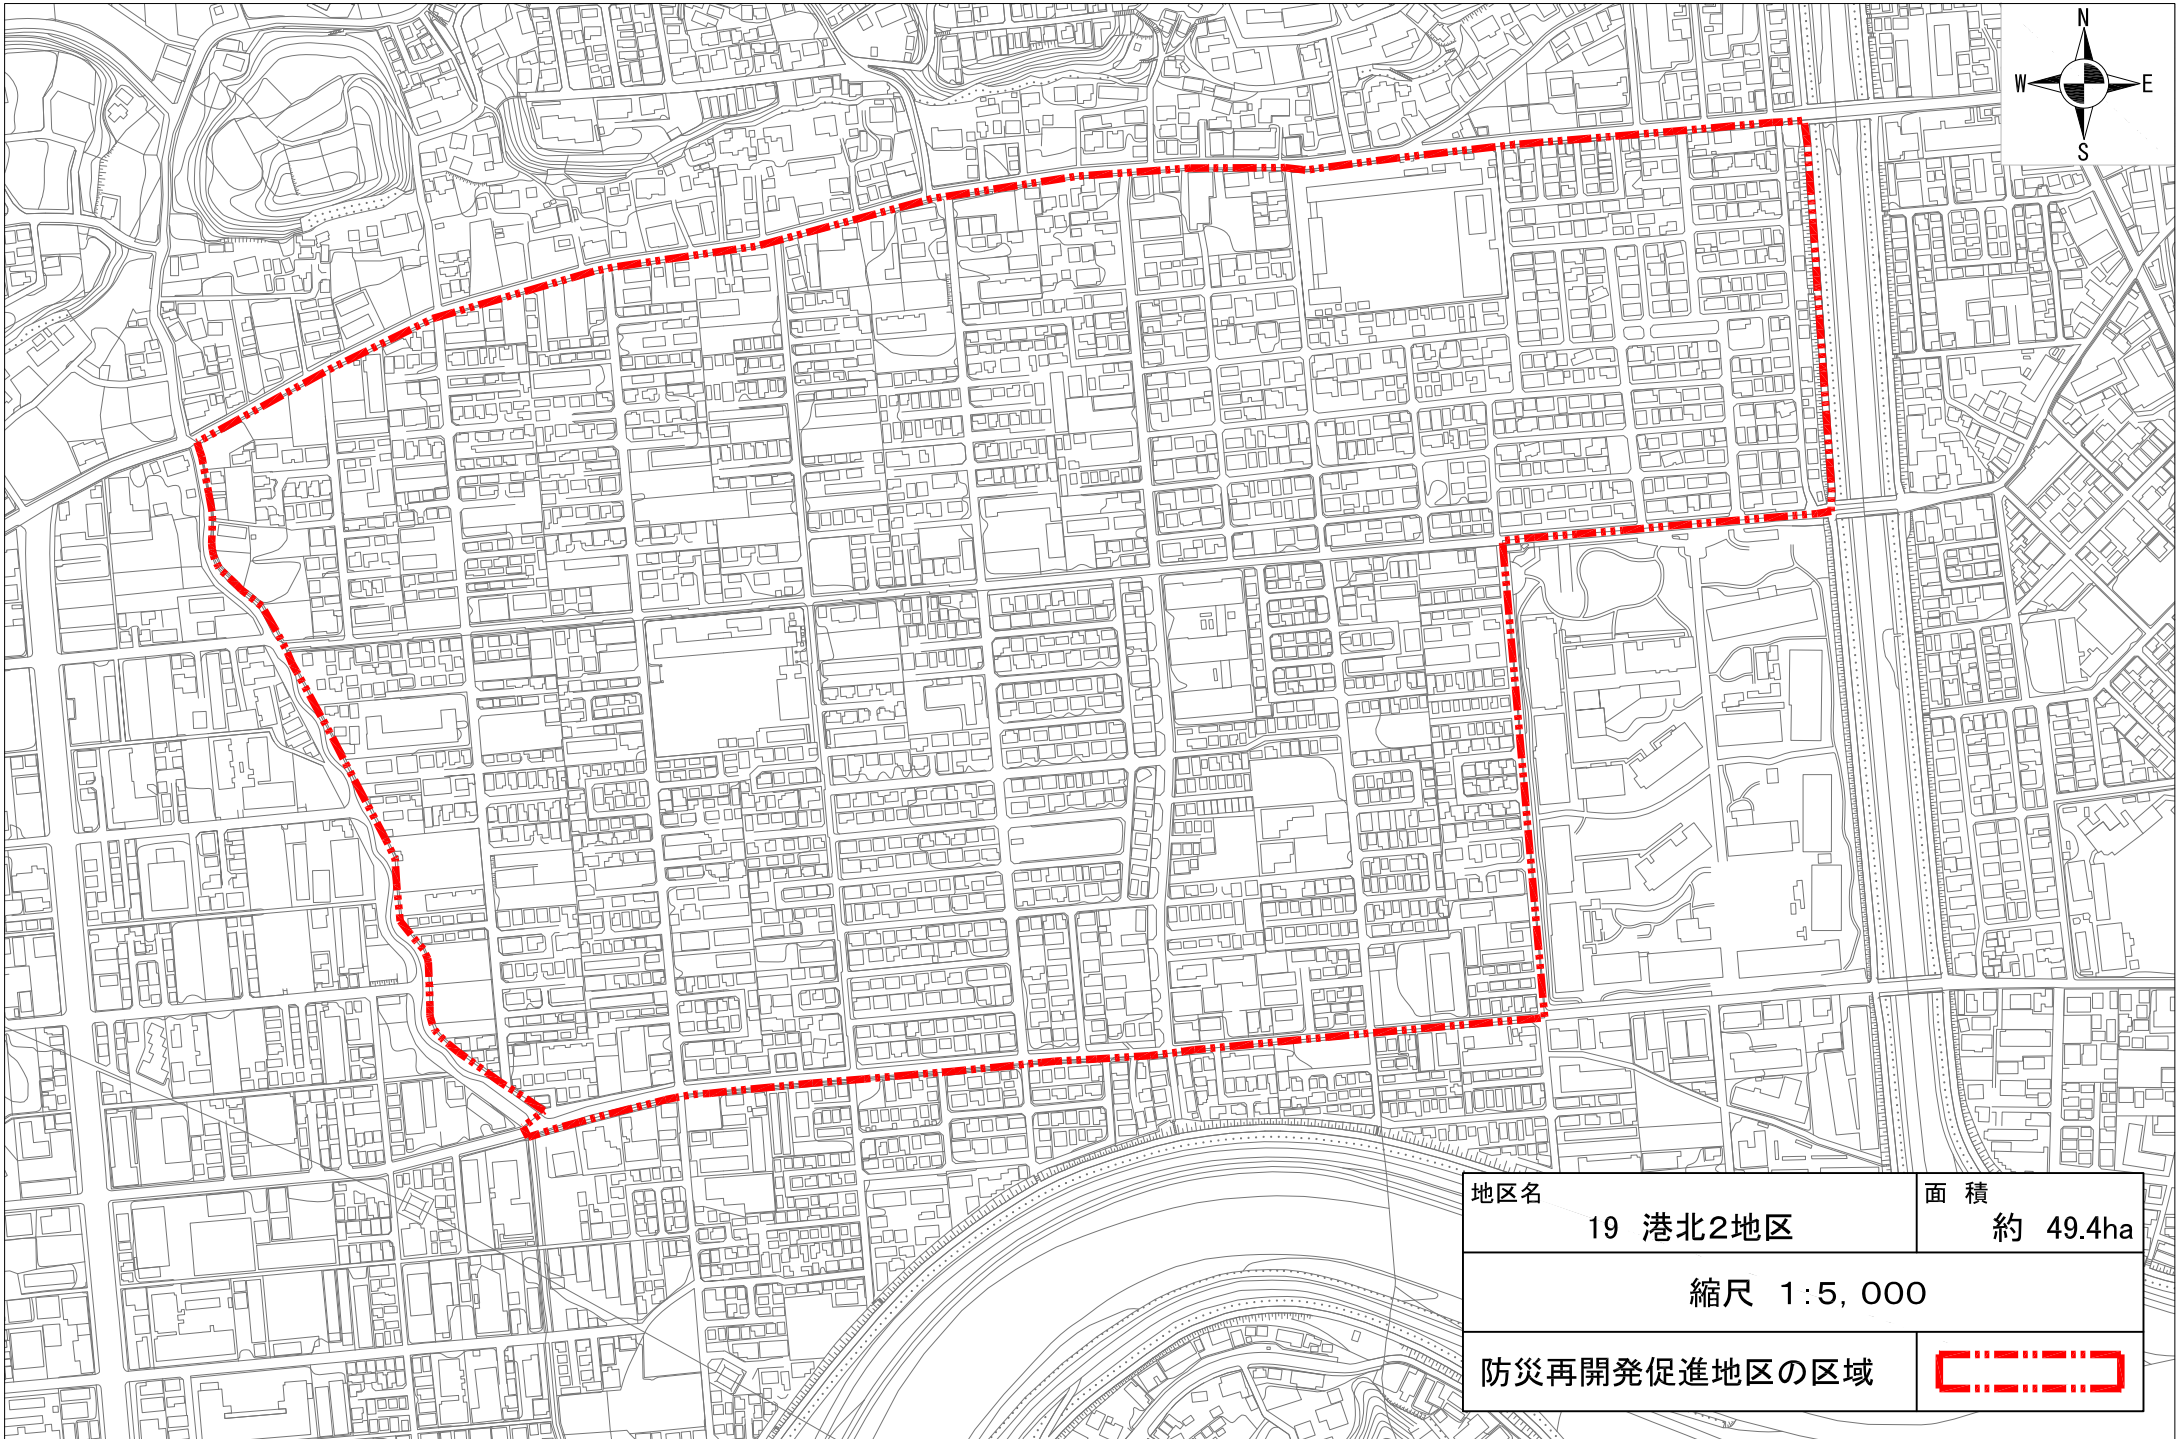 N
W E
S
地区名
19 港北2地区
面 積
約 49.4ha
縮尺 1:5,000
防災再開発促進地区の区域